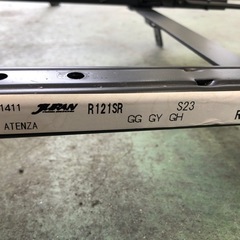 1411 JURAN R121SR S23
ATENZA GG GY GH